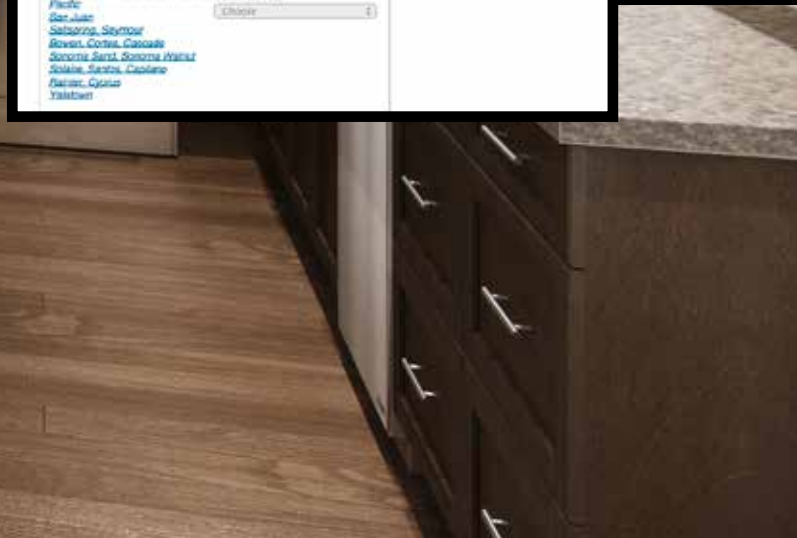 Pacific
Choose
San Juan
Saltspring, Seymour
Bowen, Cortes, Cascade
Sonoma Sand, Sonoma Walnut
Solaire, Santos, Capilano
Rainier, Cyprus
Yaletown